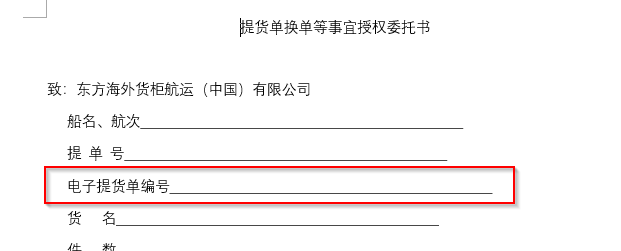 提货单换单等事宜授权委托书
致：东方海外货柜航运（中国）有限公司
船名、航次
提 单 号
电子提货单编号
货 名
件 数